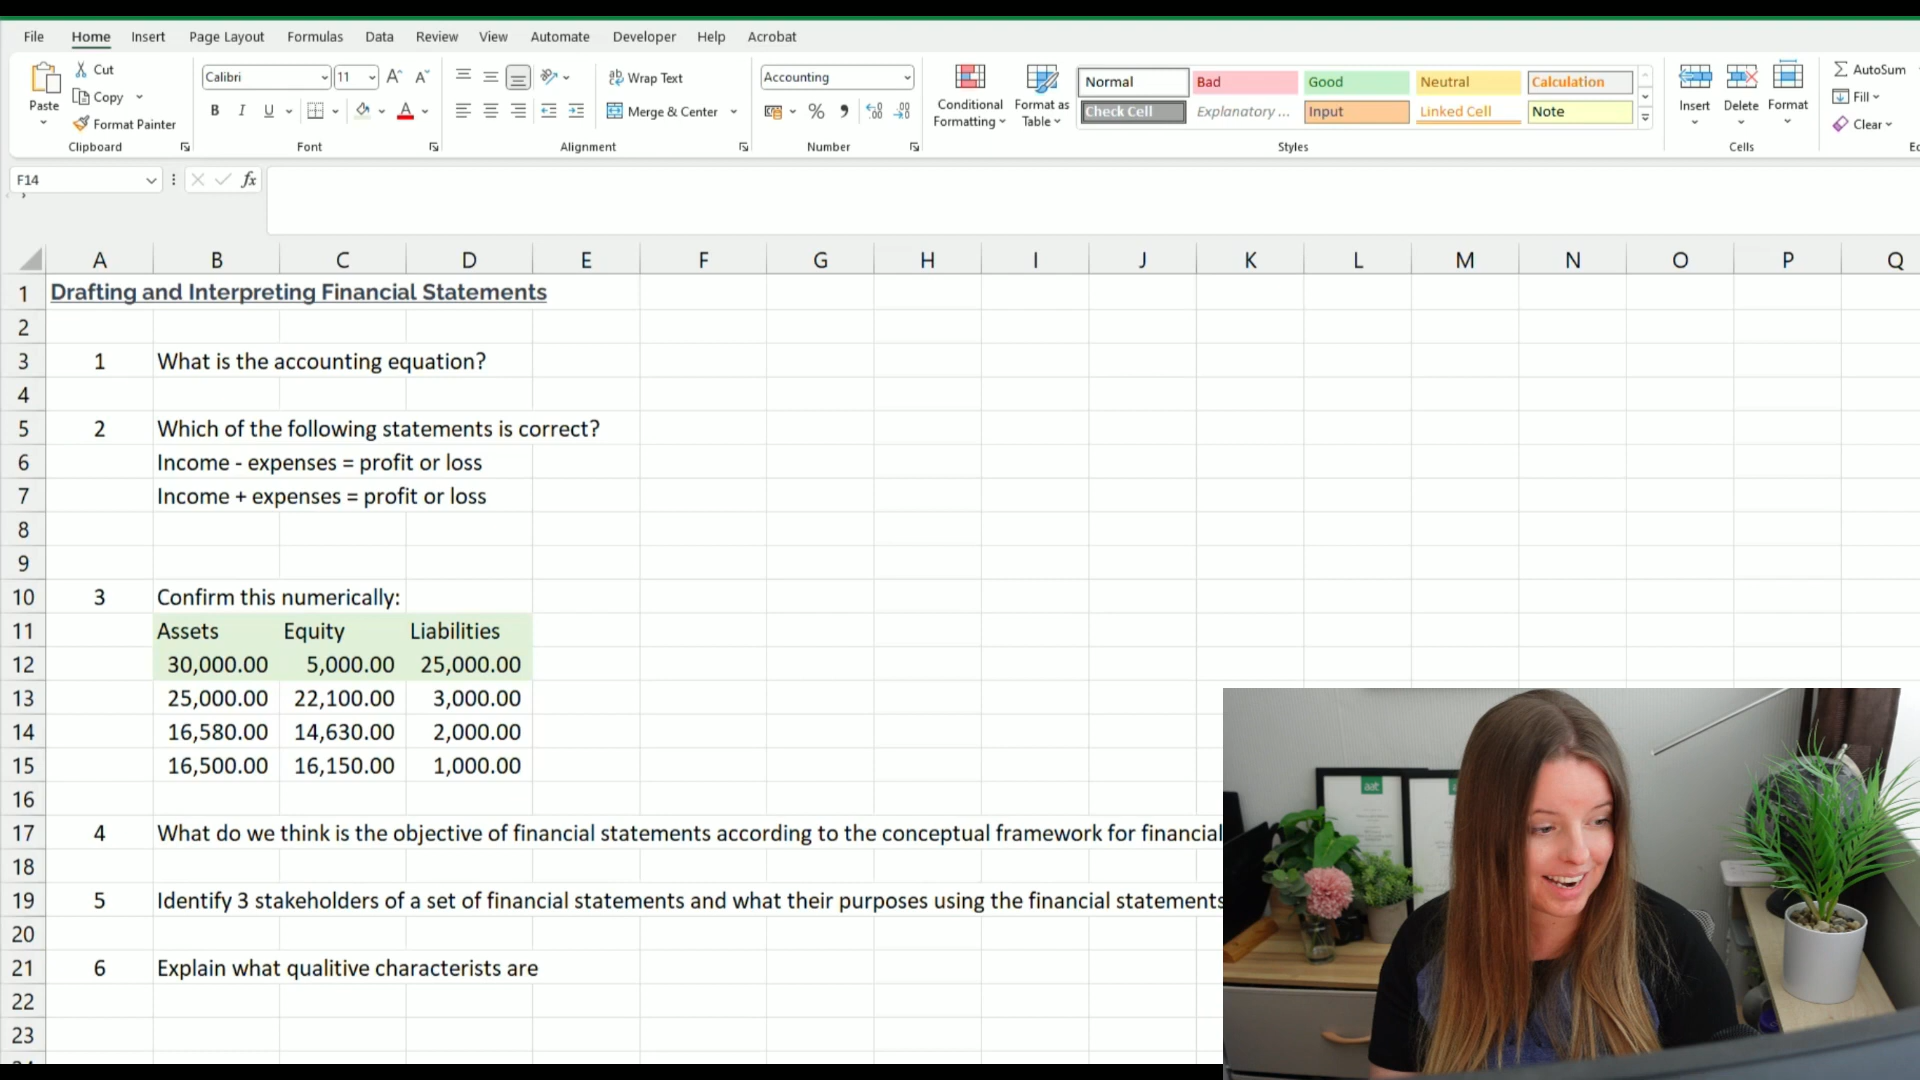 File Home Insert Page Layout Formulas Data Review View Automate Developer Help Acrobat
Cut
Calibri 11
Wrap Text
Accounting
Normal Bad Good Neutral Calculation
AutoSum
Paste
Copy
Conditional Formatting
Format as Table
Insert Delete Format
Fill
Format Painter
B I U
Merge & Center
%
Check Cell Explanatory ... Input Linked Cell Note
Clear
Clipboard Font Alignment Number Styles Cells
F14
fx
A B C D E F G H I J K L M N O P Q
1 Drafting and Interpreting Financial Statements
2
3 1 What is the accounting equation?
4
5 2 Which of the following statements is correct?
6 Income - expenses = profit or loss
7 Income + expenses = profit or loss
8
9
10 3 Confirm this numerically:
11 Assets Equity Liabilities
12 30,000.00 5,000.00 25,000.00
13 25,000.00 22,100.00 3,000.00
14 16,580.00 14,630.00 2,000.00
15 16,500.00 16,150.00 1,000.00
16
17 4 What do we think is the objective of financial statements according to the conceptual framework for financial
18
19 5 Identify 3 stakeholders of a set of financial statements and what their purposes using the financial statements
20
21 6 Explain what qualitive characterists are
22
23
aat